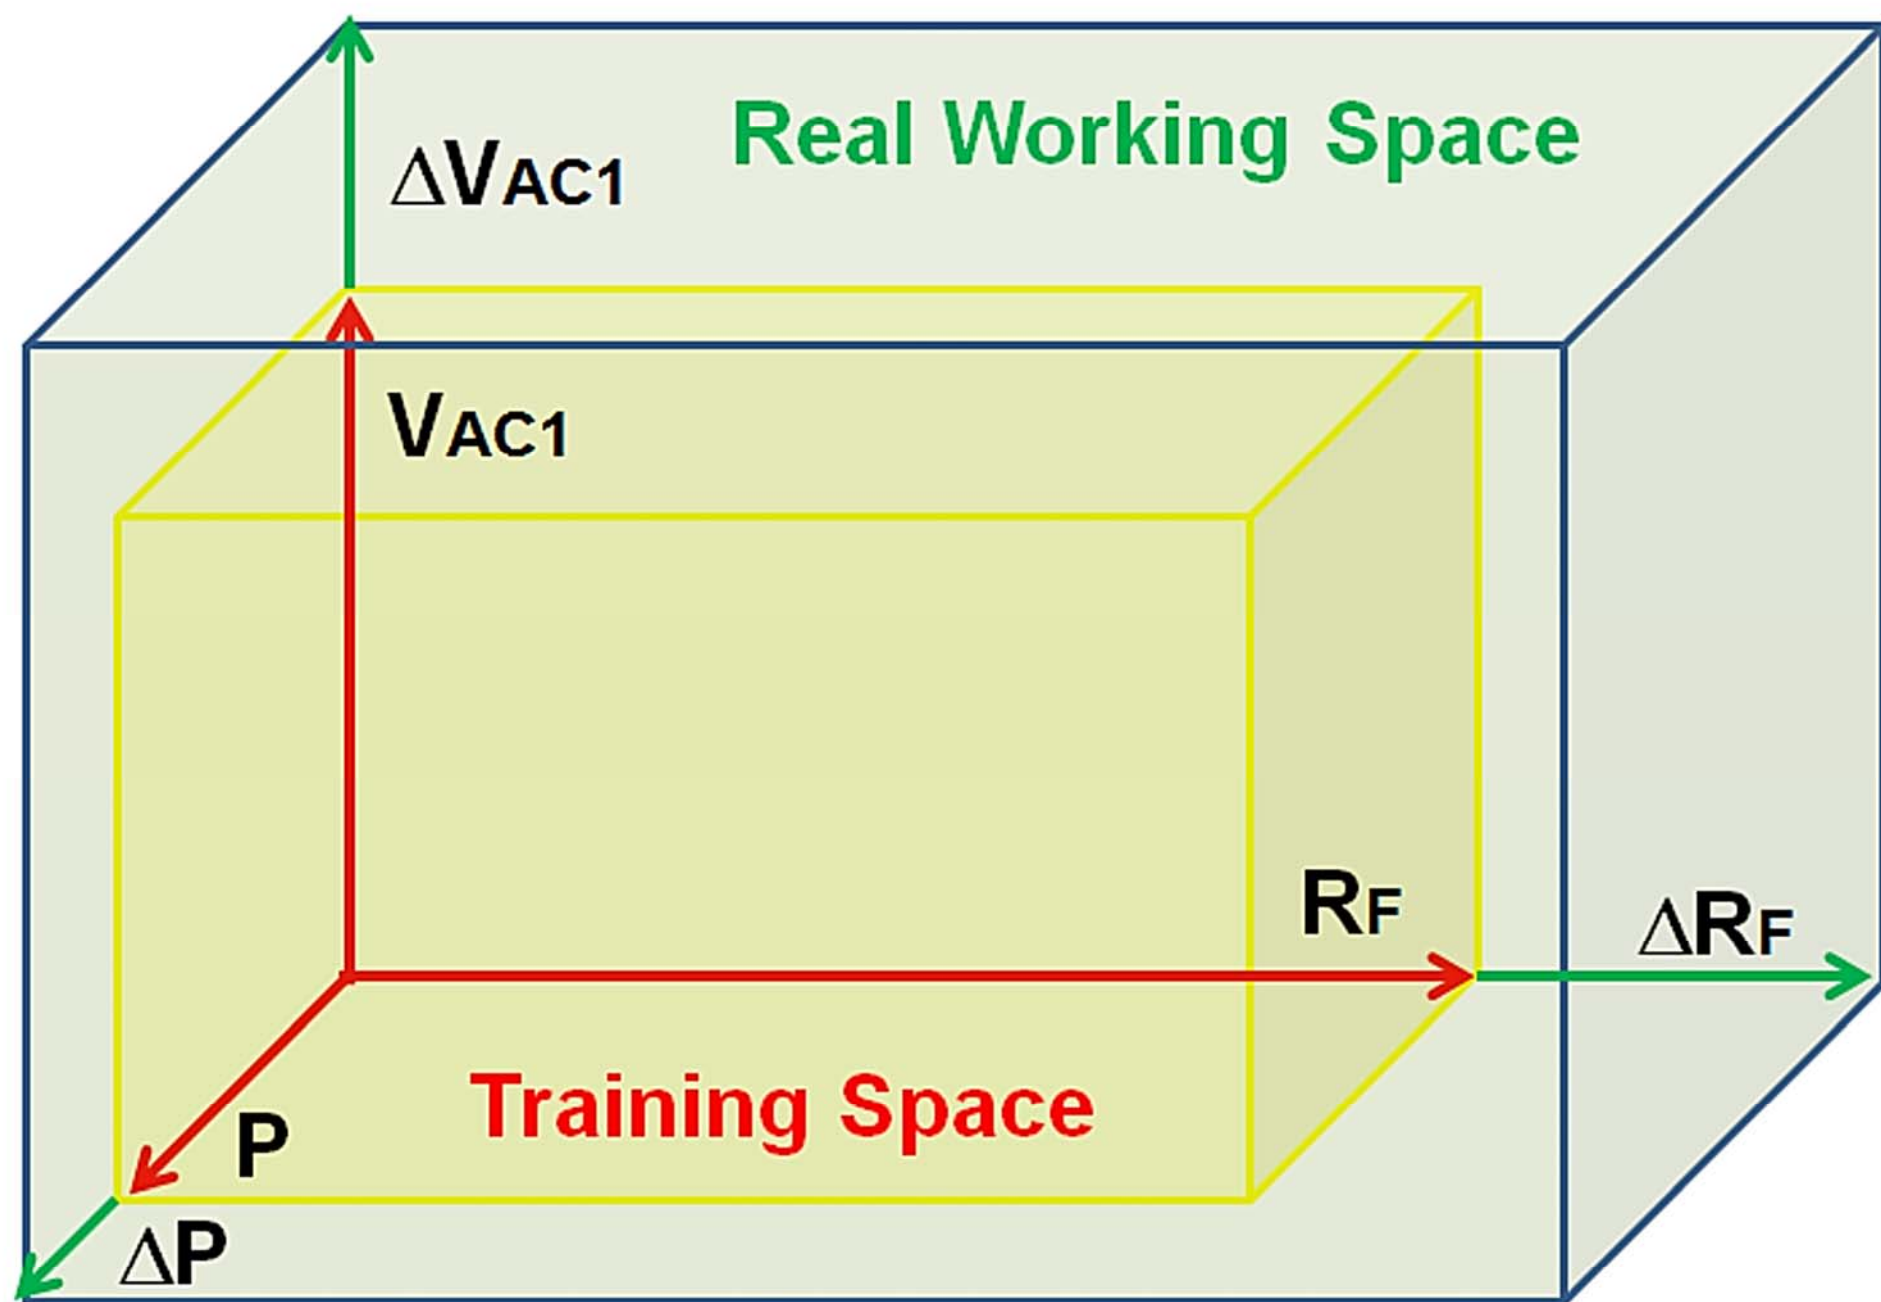 Real Working Space
ΔVAC1
VAC1
RF
ΔRF
Training Space
P
ΔP